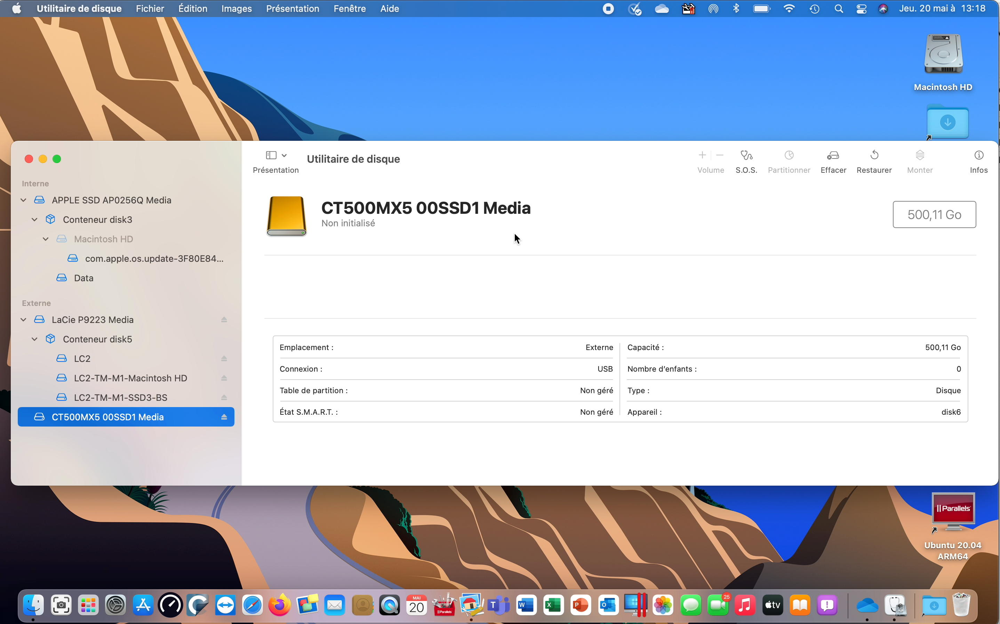 Utilitaire de disque Fichier Édition Images Présentation Fenêtre Aide Jeu. 20 mai à 13:18
Macintosh HD
Présentation
Utilitaire de disque
Volume S.O.S. Partitionner Effacer Restaurer Monter Infos
Interne
APPLE SSD AP0256Q Media
Conteneur disk3
Macintosh HD
com.apple.os.update-3F80E84...
Data
Externe
LaCie P9223 Media
Conteneur disk5
LC2
LC2-TM-M1-Macintosh HD
LC2-TM-M1-SSD3-BS
CT500MX5 00SSD1 Media
CT500MX5 00SSD1 Media
Non initialisé
500,11 Go
Emplacement : Externe
Capacité : 500,11 Go
Connexion : USB
Nombre d'enfants : 0
Table de partition : Non géré
Type : Disque
État S.M.A.R.T. : Non géré
Appareil : disk6
Parallels
Ubuntu 20.04
ARM64
MAI
20
Parallels
T
W
X
P
O
25
tv